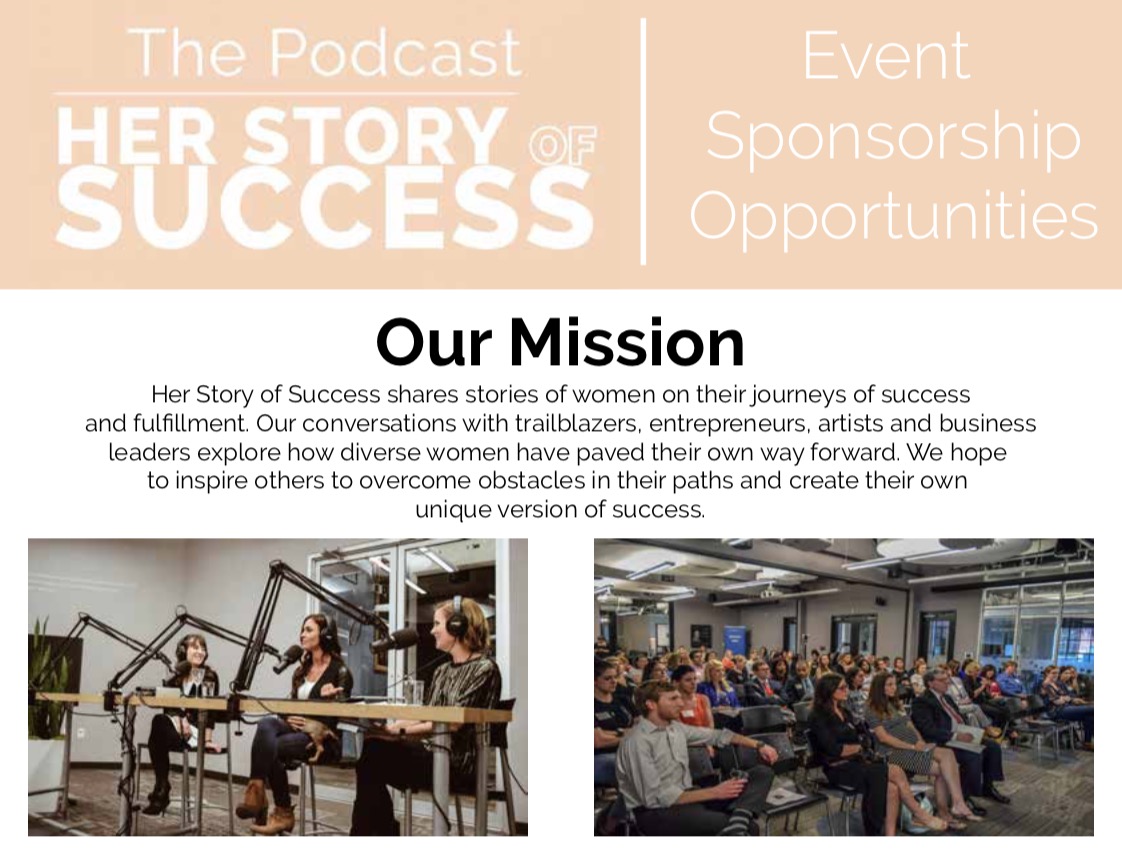 The Podcast
HER STORY OF
SUCCESS
Event
Sponsorship
Opportunities
Our Mission
Her Story of Success shares stories of women on their journeys of success
and fulfillment. Our conversations with trailblazers, entrepreneurs, artists and business
leaders explore how diverse women have paved their own way forward. We hope
to inspire others to overcome obstacles in their paths and create their own
unique version of success.